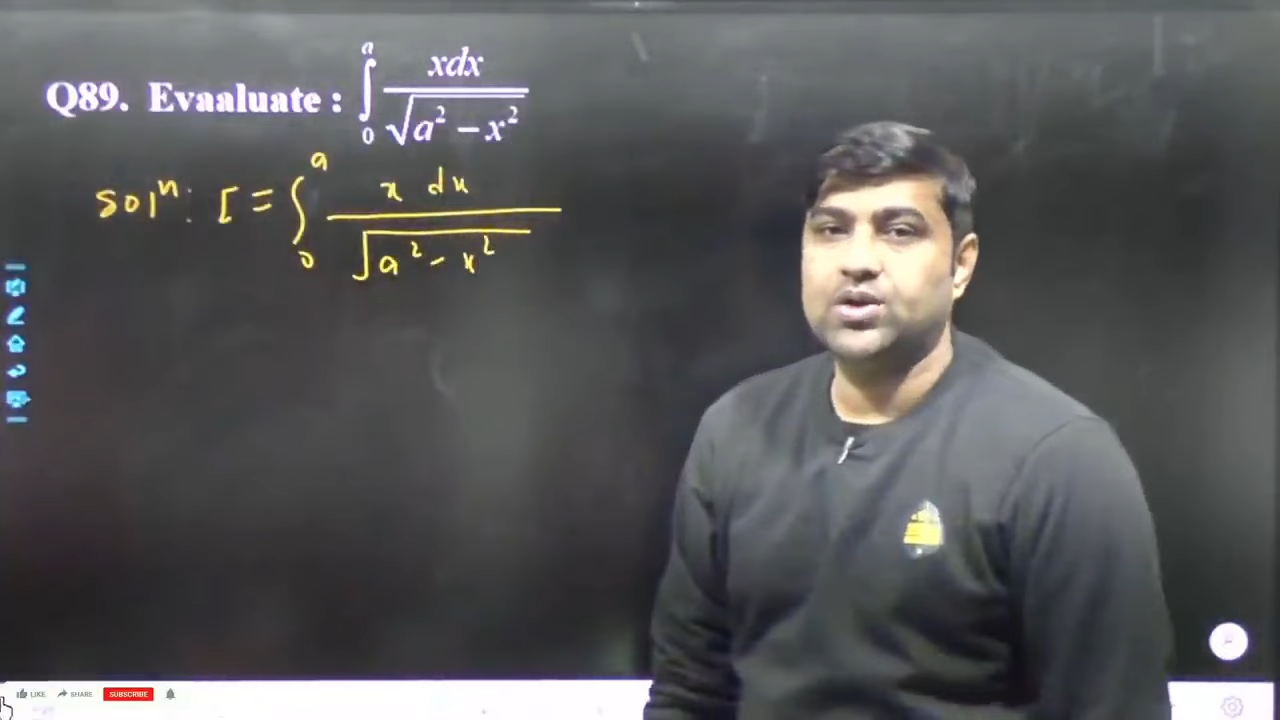 Q89. Evaaluate : ∫₀ᵃ xdx / √(a² − x²)
Solⁿ: I = ∫₀ᵃ x dx / √(a² − x²)
LIKE SHARE SUBSCRIBE